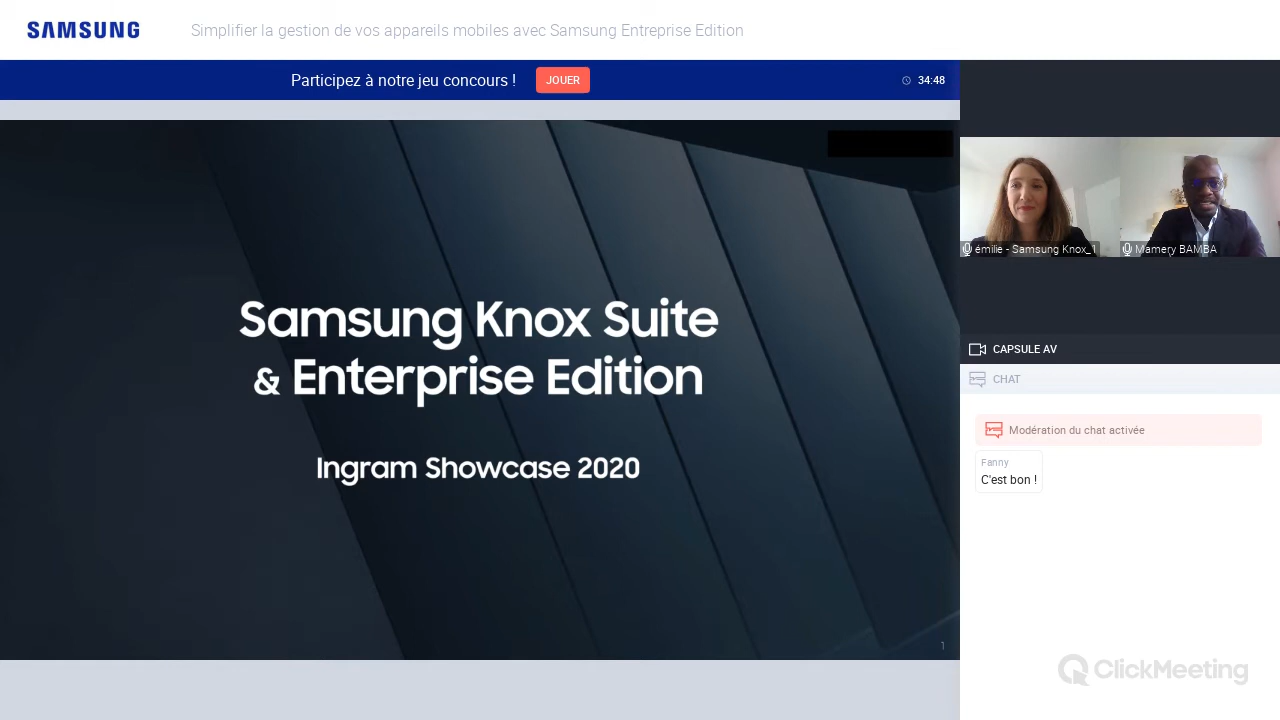 SAMSUNG
Simplifier la gestion de vos appareils mobiles avec Samsung Entreprise Edition
Participez à notre jeu concours !
JOUER
34:48
Samsung Knox Suite
& Enterprise Edition
Ingram Showcase 2020
1
émilie - Samsung Knox_1
Mamery BAMBA
CAPSULE AV
CHAT
Modération du chat activée
Fanny
C'est bon !
ClickMeeting